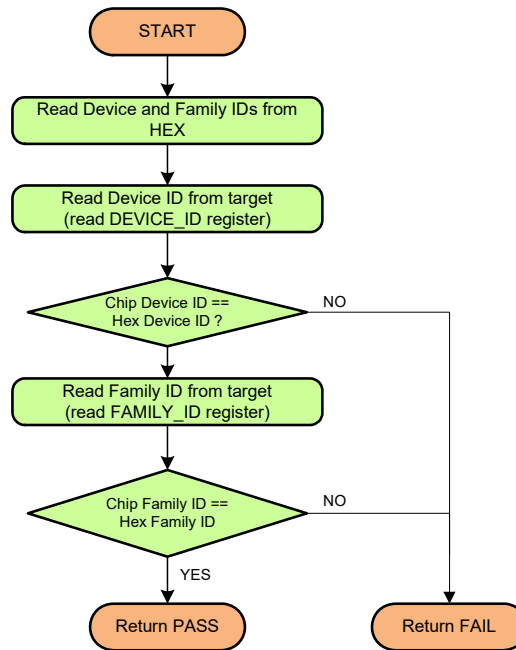 START
Read Device and Family IDs from
HEX
Read Device ID from target
(read DEVICE_ID register)
Chip Device ID ==
Hex Device ID ?
NO
Read Family ID from target
(read FAMILY_ID register)
Chip Family ID ==
Hex Family ID
NO
YES
Return PASS
Return FAIL